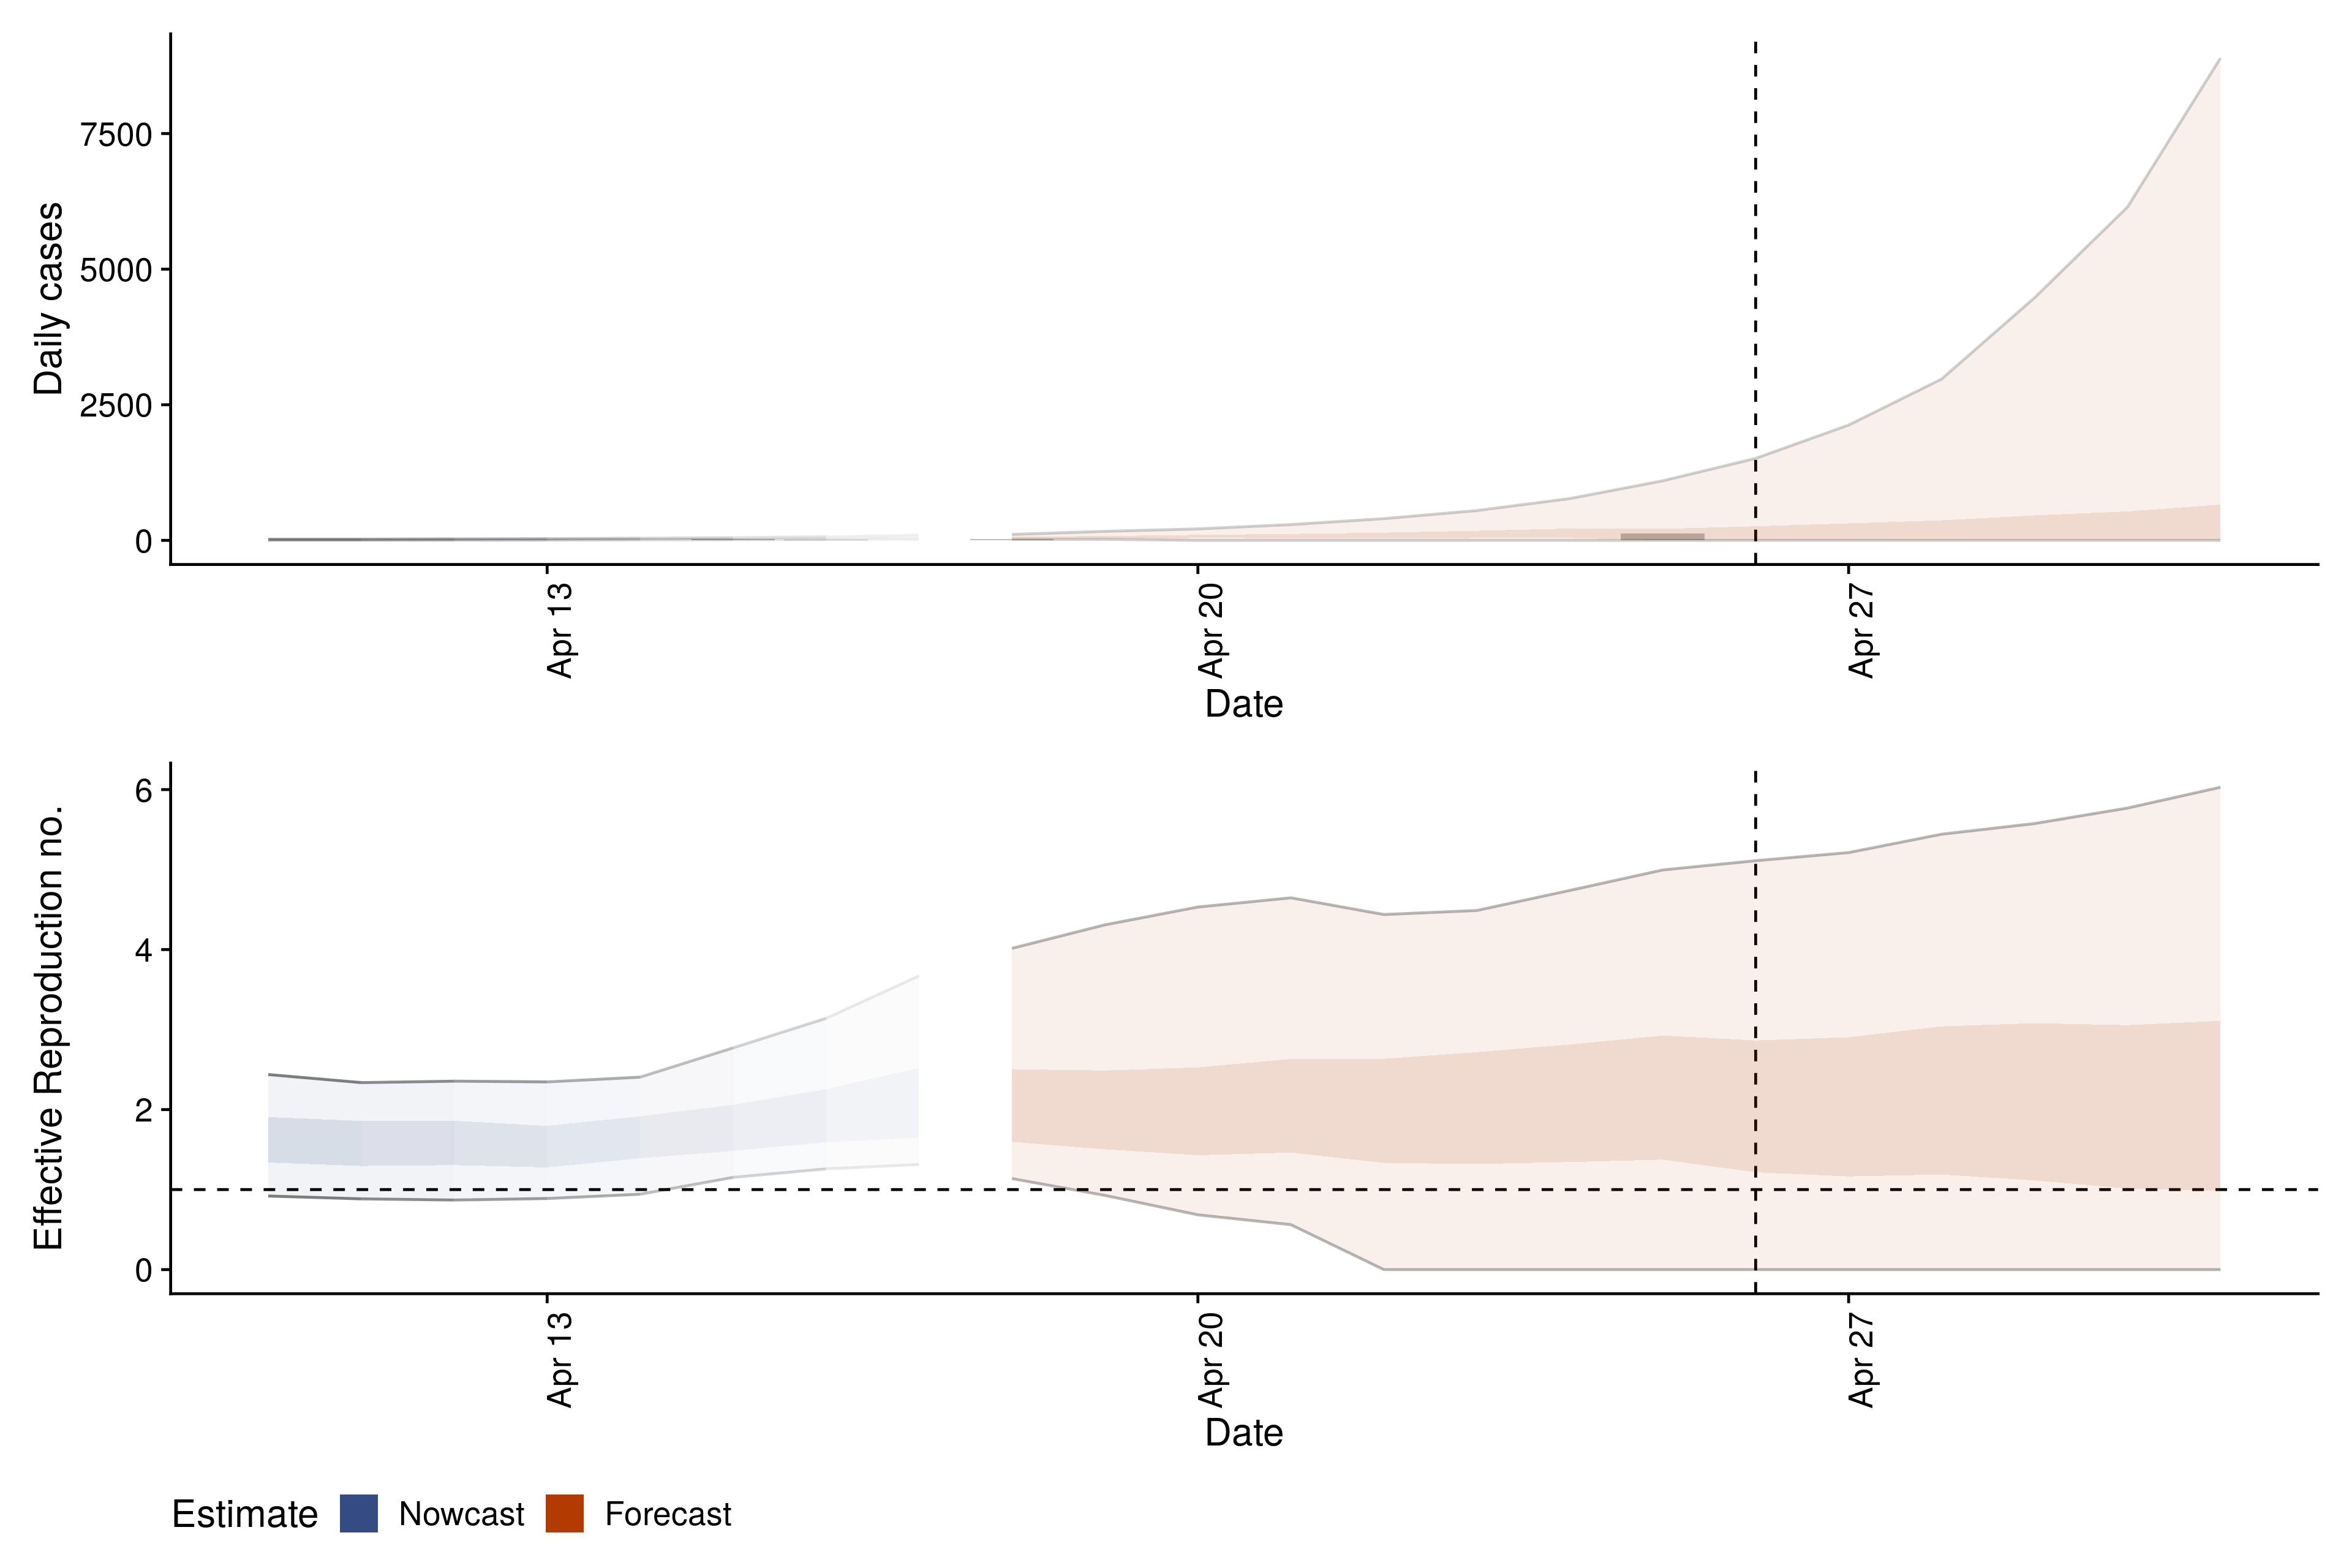 Daily cases
7500
5000
2500
0
Apr 13
Apr 20
Apr 27
Date
Effective Reproduction no.
6
4
2
0
Apr 13
Apr 20
Apr 27
Date
Estimate Nowcast Forecast